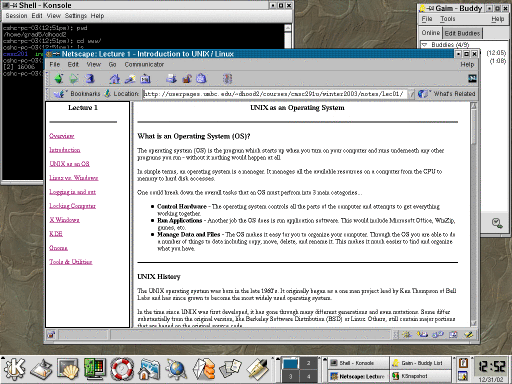 Shell - Konsole
Session Edit View Settings Help
cshc-pc03(12:51pm): pwd
/home/grad5/dhood2
cshc-pc03(12:51pm): cd www/
cshc-pc03(12:51pm): ls
cmsc201
[2] 16106
cshc-pc03(12:52pm):
Gaim - Buddy
File Tools Help
Online Edit Buddies
Buddies (4/9)
(12:05)
(1:08)
Netscape: Lecture 1 - Introduction to UNIX / Linux
File Edit View Go Communicator Help
Bookmarks Location: http://userpages.umbc.edu/~dhood2/courses/cmsc291u/winter2003/notes/lec01/ What's Related
Lecture 1
Overview
Introduction
UNIX as an OS
Linux vs. Windows
Logging in and out
Locking Computer
X Windows
KDE
Gnome
Tools & Utilities
UNIX as an Operating System
What is an Operating System (OS)?
The operating system (OS) is the program which starts up when you turn on your computer and runs underneath any other
programs you run - without it nothing would happen at all.
In simple terms, an operating system is a manager. It manages all the available resources on a computer from the CPU to
memory to hard disk accesses.
One could break down the overall tasks that an OS must perform into 3 main categories...
Control Hardware - The operating system controls all the parts of the computer and attempts to get everything
working together.
Run Applications - Another job the OS does is run application software. This would include Microsoft Office, WinZip,
games, etc.
Manage Data and Files - The OS makes it easy for you to organize your computer. Through the OS you are able to do
a number of things to data including copy, move, delete, and rename it. This makes it much easier to find and organize
what you have.
UNIX History
The UNIX operating system was born in the late 1960's. It originally began as a one man project lead by Ken Thompson of Bell
Labs and has since grown to become the most widely used operating system.
In the time since UNIX was first developed, it has gone through many different generations and even mutations. Some differ
substantially from the original version, like Berkeley Software Distribution (BSD) or Linux. Others, still contain major portions
that are based on the original source code.
1 2
3 4
Shell - Konsole
Gaim - Buddy List
Netscape: Lectur
KSnapshot
12:52
12/31/02